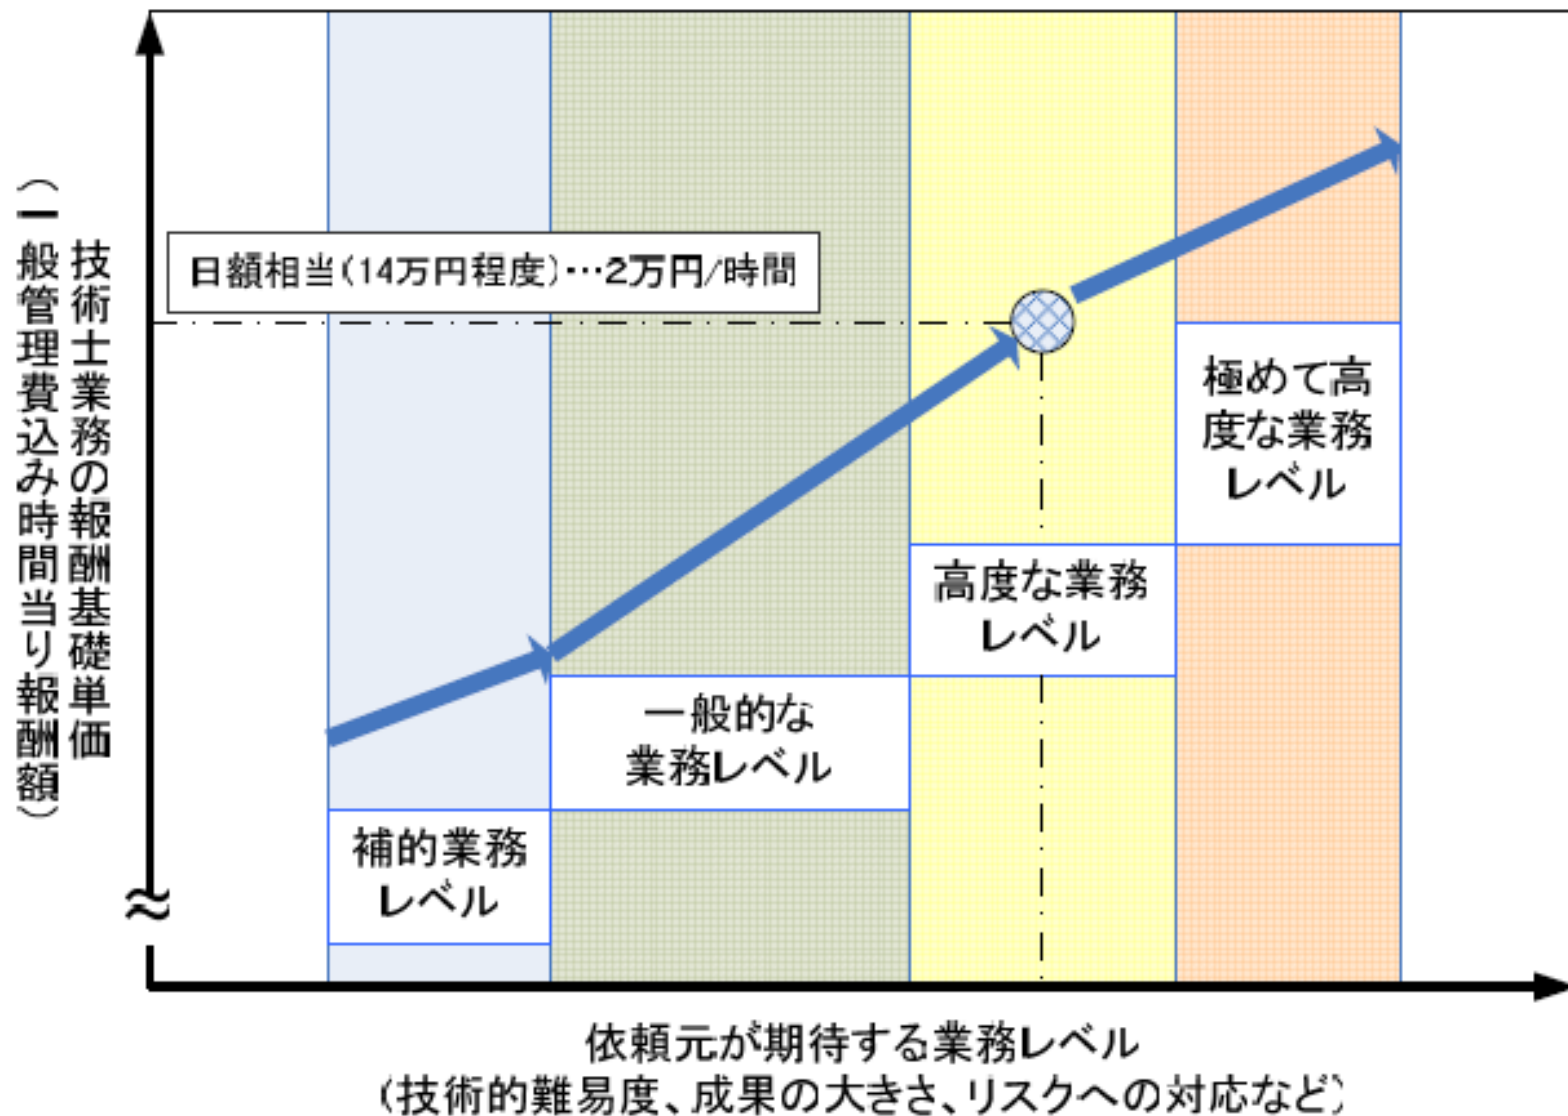 技術士業務の報酬基礎単価
(一般管理費込み時間当り報酬額)
日額相当(14万円程度)…2万円/時間
極めて高
度な業務
レベル
高度な業務
レベル
一般的な
業務レベル
補的業務
レベル
依頼元が期待する業務レベル
(技術的難易度、成果の大きさ、リスクへの対応など)